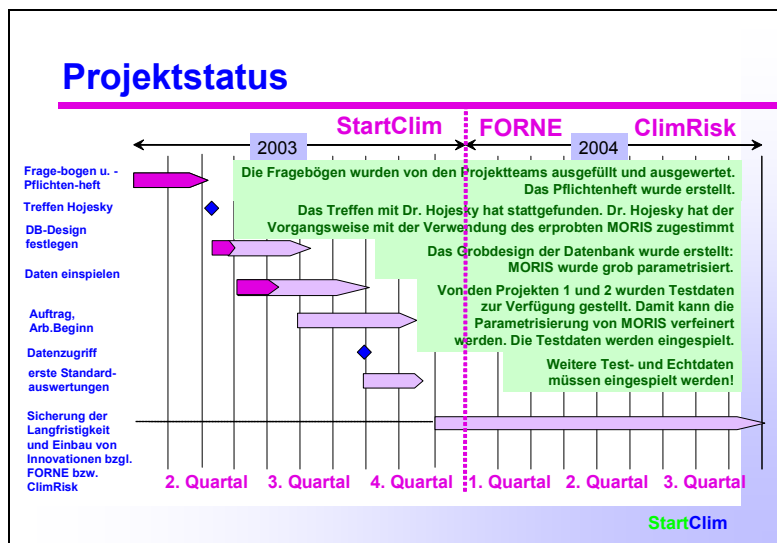 Projektstatus
StartClim FORNE ClimRisk
2003 2004
Frage-bogen u. -
Pflichten-heft
Die Fragebögen wurden von den Projektteams ausgefüllt und ausgewertet.
Das Pflichtenheft wurde erstellt.
Treffen Hojesky
Das Treffen mit Dr. Hojesky hat stattgefunden. Dr. Hojesky hat der
Vorgangsweise mit der Verwendung des erprobten MORIS zugestimmt
DB-Design
festlegen
Das Grobdesign der Datenbank wurde erstellt:
MORIS wurde grob parametrisiert.
Daten einspielen
Von den Projekten 1 und 2 wurden Testdaten
zur Verfügung gestellt. Damit kann die
Parametrisierung von MORIS verfeinert
werden. Die Testdaten werden eingespielt.
Auftrag,
Arb.Beginn
Datenzugriff
erste Standard-
auswertungen
Weitere Test- und Echtdaten
müssen eingespielt werden!
Sicherung der
Langfristigkeit
und Einbau von
Innovationen bzgl.
FORNE bzw.
ClimRisk
2. Quartal 3. Quartal 4. Quartal 1. Quartal 2. Quartal 3. Quartal
StartClim